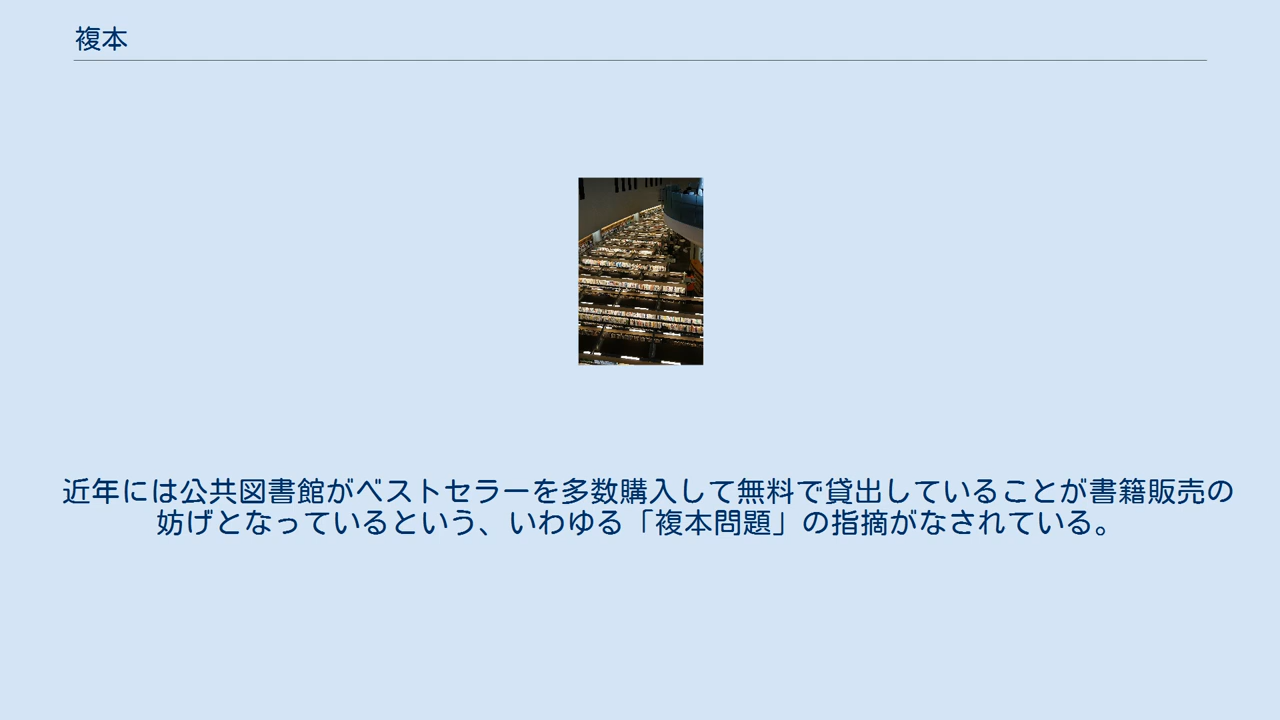 複本
近年には公共図書館がベストセラーを多数購入して無料で貸出していることが書籍販売の
妨げとなっているという、いわゆる「複本問題」の指摘がなされている。